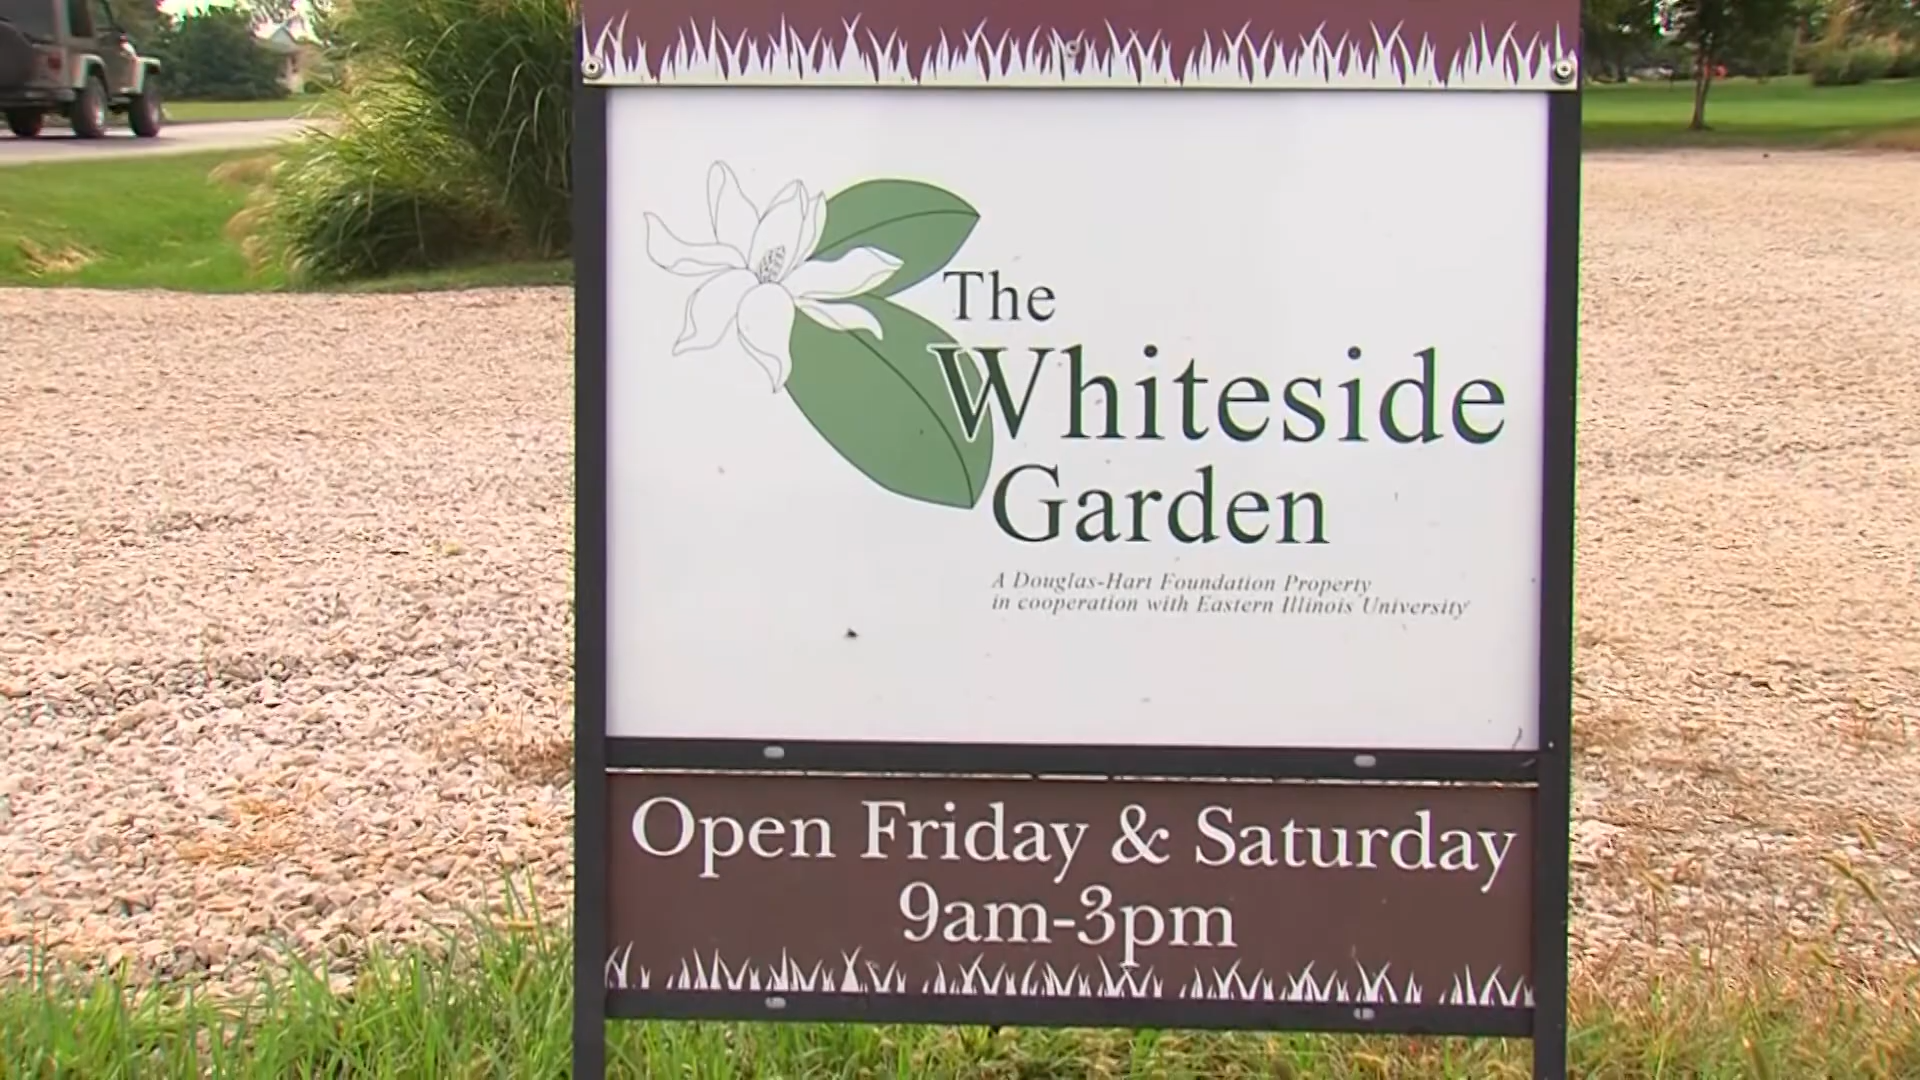 The
Whiteside
Garden
A Douglas-Hart Foundation Property
in cooperation with Eastern Illinois University
Open Friday & Saturday
9am-3pm